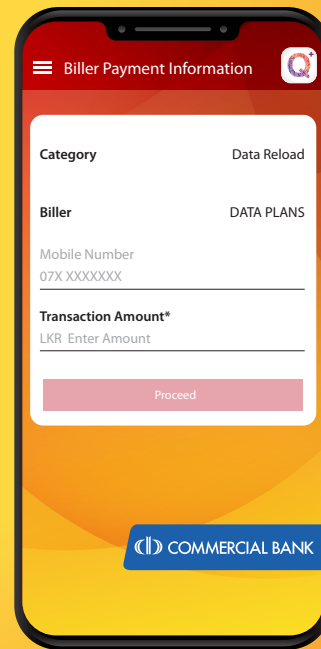 Biller Payment Information
Q+
Category Data Reload
Biller DATA PLANS
Mobile Number
07X XXXXXXX
Transaction Amount*
LKR Enter Amount
Proceed
COMMERCIAL BANK